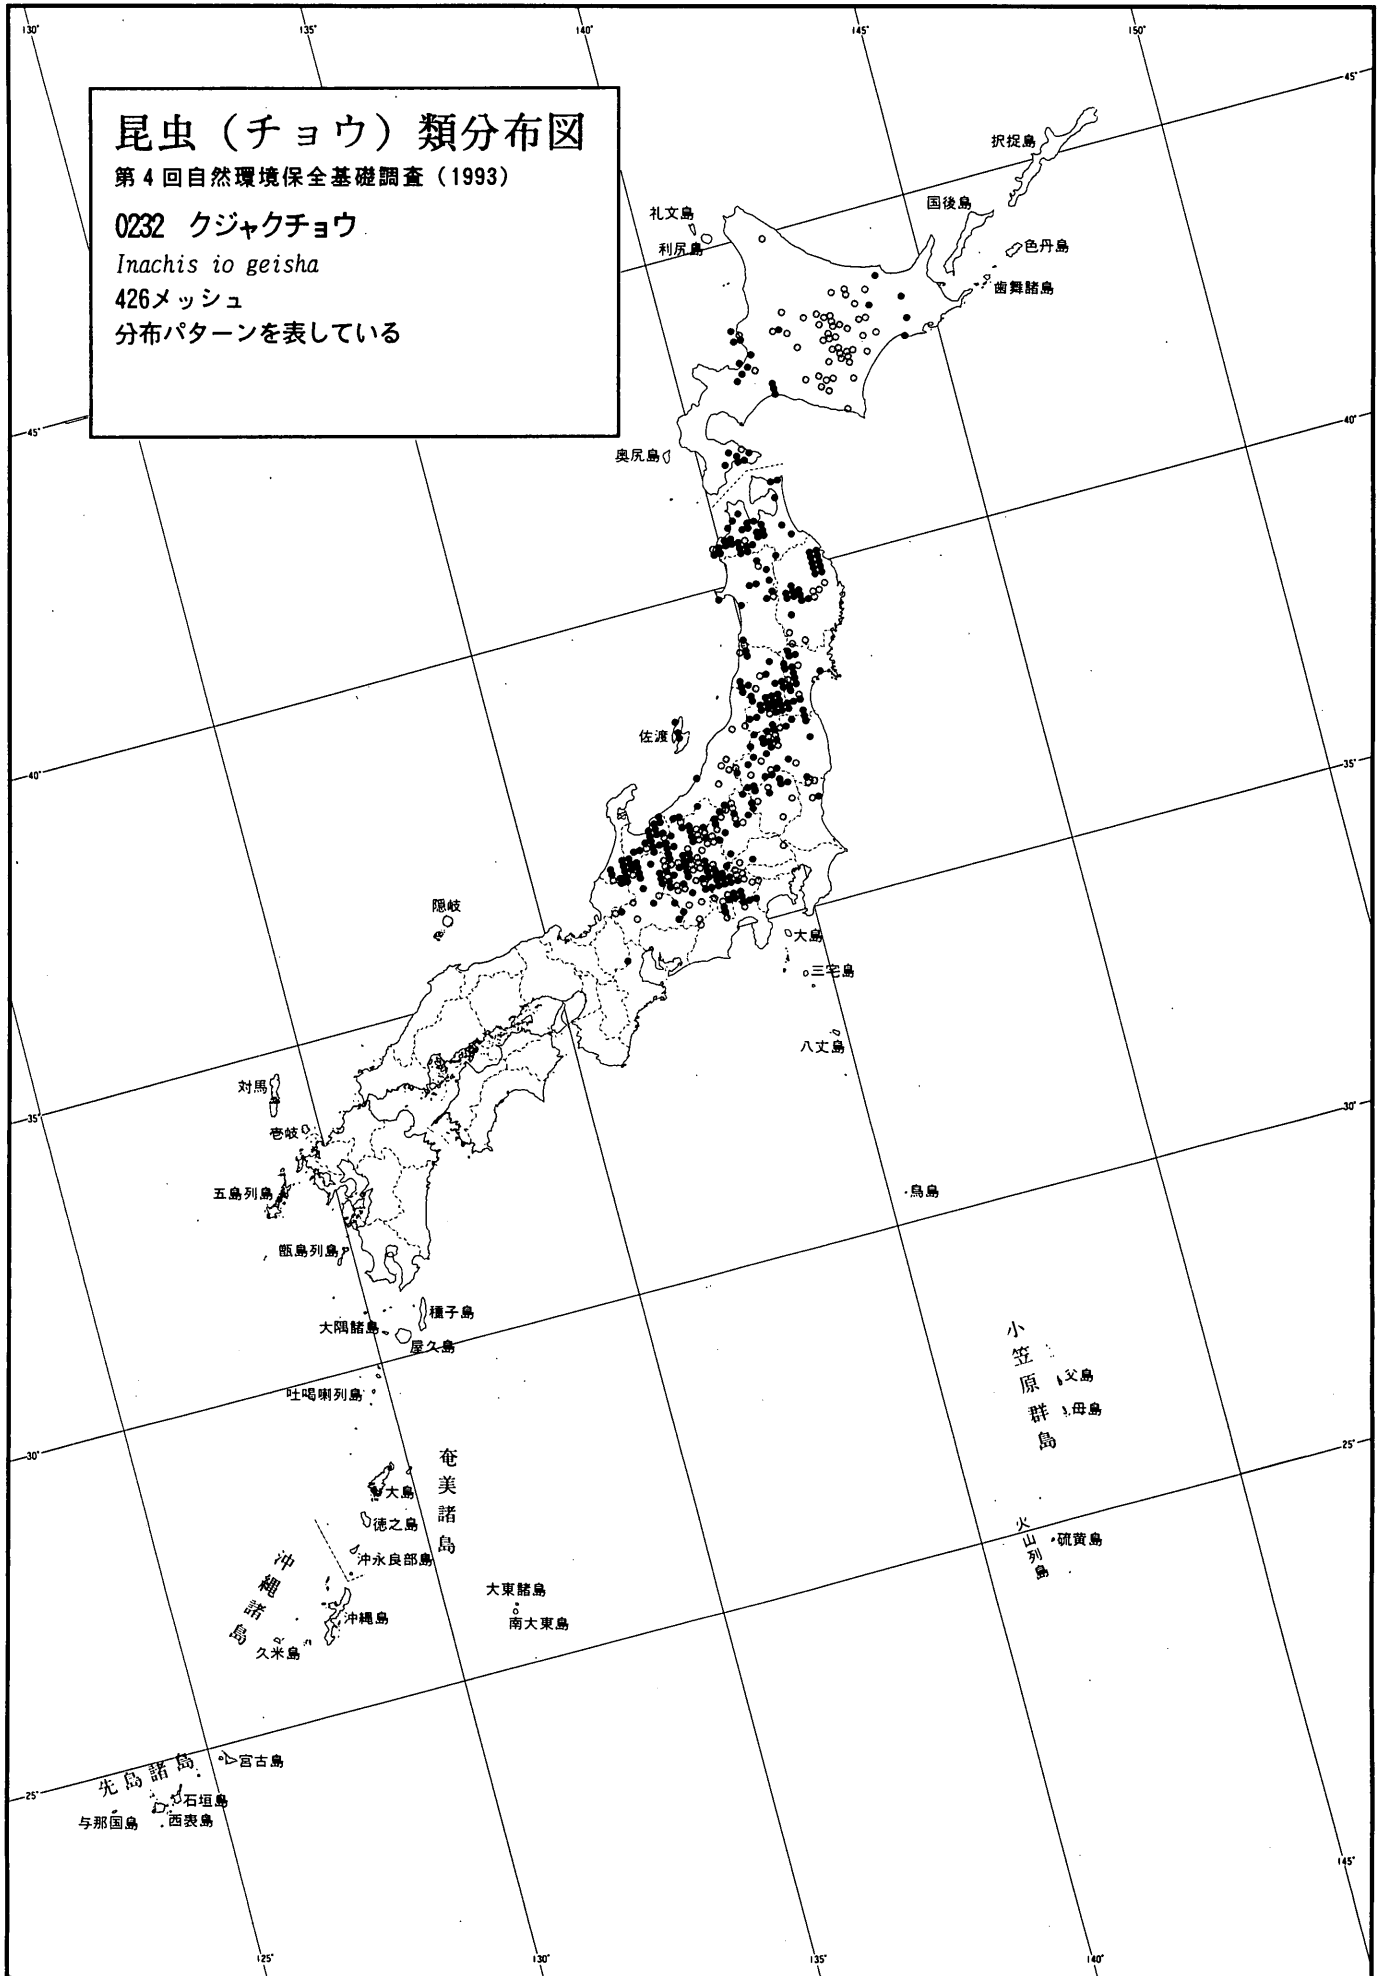 130°
135°
140°
145°
150°
45°
昆虫（チョウ）類分布図
第4回自然環境保全基礎調査（1993）
0232 クジャクチョウ
Inachis io geisha
426メッシュ
分布パターンを表している
択捉島
国後島
色丹島
歯舞諸島
礼文島
利尻島
45°
40°
奥尻島
佐渡
40°
35°
隠岐
大島
三宅島
八丈島
対馬
壱岐
35°
30°
五島列島
鳥島
甑島列島
種子島
大隅諸島
屋久島
吐喝喇列島
小笠原群島
父島
母島
30°
25°
奄美諸島
大島
徳之島
沖永良部島
火山列島
硫黄島
沖縄諸島
沖縄島
久米島
大東諸島
南大東島
先島諸島
宮古島
25°
石垣島
与那国島
西表島
145°
125°
130°
135°
140°